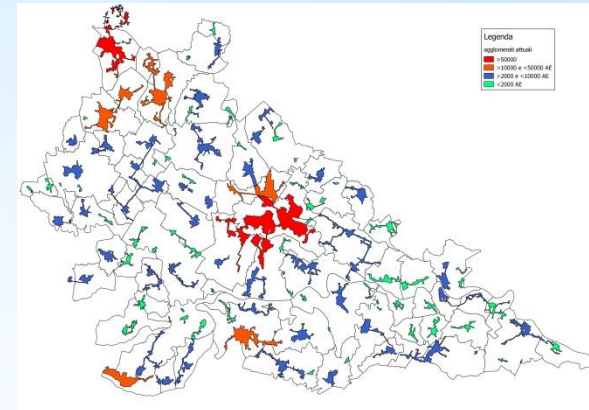 Legenda
agglomerati attuali
>50000
>10000 e <50000 AE
>2000 e <10000 AE
<2000 AE